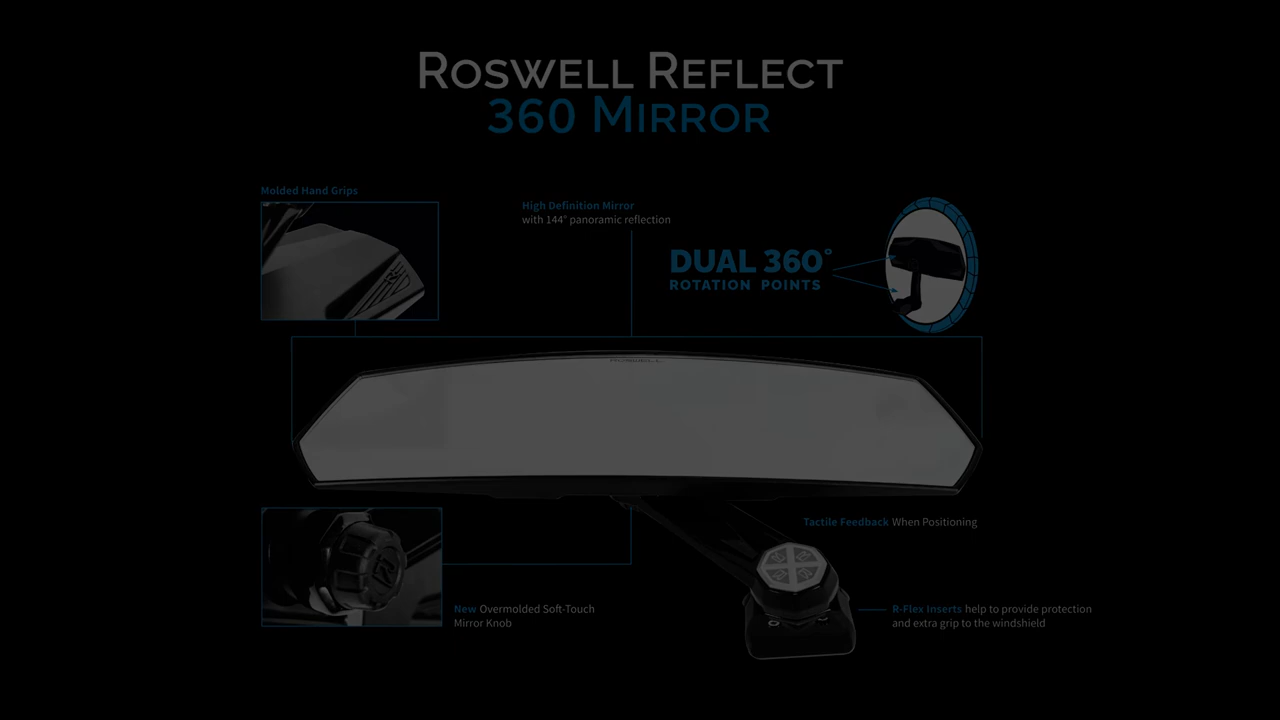 ROSWELL REFLECT
360 MIRROR
Molded Hand Grips
High Definition Mirror
with 144° panoramic reflection
DUAL 360°
ROTATION POINTS
ROSWELL
Tactile Feedback When Positioning
New Overmolded Soft-Touch
Mirror Knob
R-Flex Inserts help to provide protection
and extra grip to the windshield